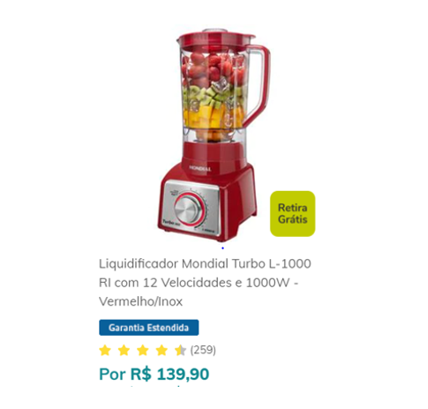 MONDIAL
Retira
Grátis
Liquidificador Mondial Turbo L-1000
RI com 12 Velocidades e 1000W -
Vermelho/Inox
Garantia Estendida
(259)
Por R$ 139,90